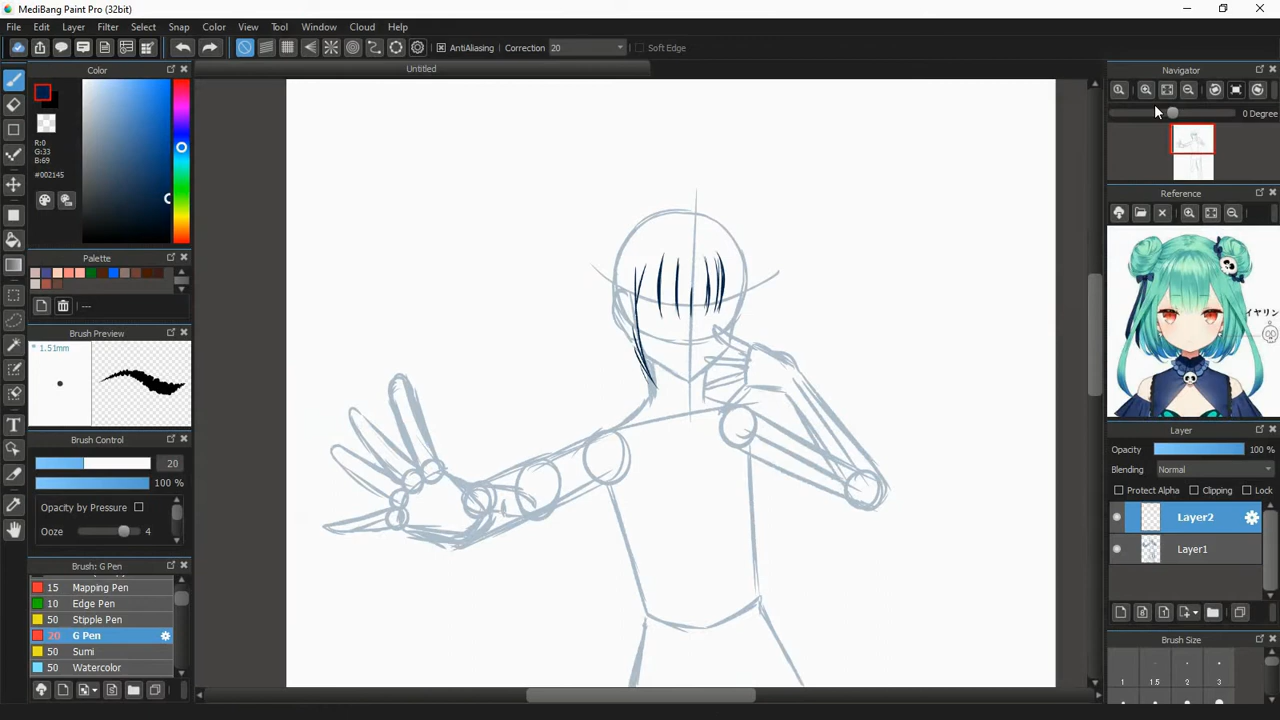 MediBang Paint Pro (32bit)
File Edit Layer Filter Select Snap Color View Tool Window Cloud Help
AntiAliasing Correction 20 Soft Edge
Color
Untitled
Navigator
0 Degree
R:0
G:33
B:69
#002145
Reference
イヤリン
Palette
---
Brush Preview
* 1.51mm
Brush Control
20
100 %
Opacity by Pressure
Ooze 4
Brush: G Pen
15 Mapping Pen
10 Edge Pen
50 Stipple Pen
20 G Pen
50 Sumi
50 Watercolor
Layer
Opacity 100 %
Blending Normal
Protect Alpha Clipping Lock
Layer2
Layer1
Brush Size
1 1.5 2 3